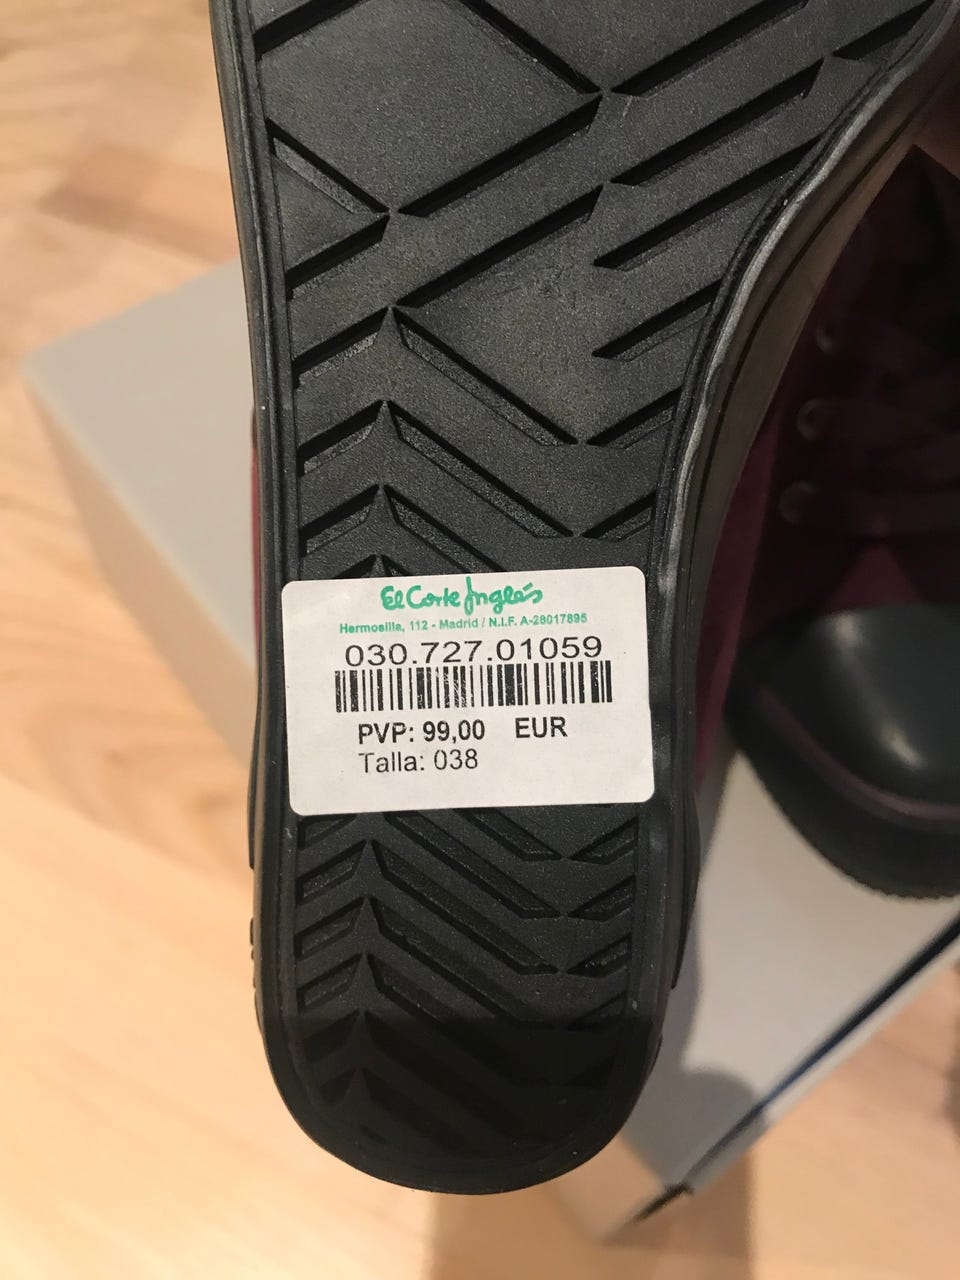 El Corte Inglés
Hermosilla, 112 - Madrid / N.I.F. A-28017895
030.727.01059
PVP: 99,00 EUR
Talla: 038